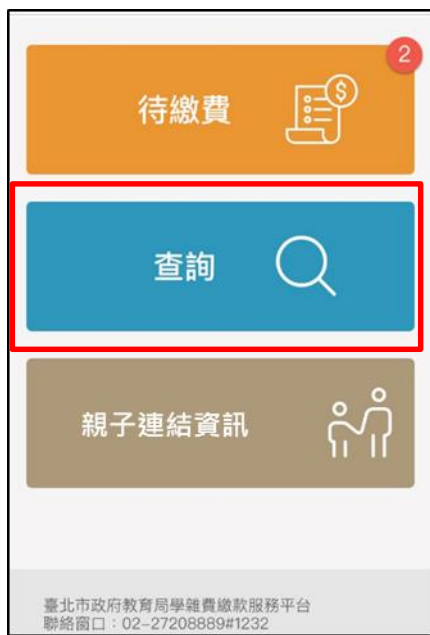 2
待繳費
查詢
親子連結資訊
臺北市政府教育局學雜費繳款服務平台
聯絡窗口：02-27208889#1232